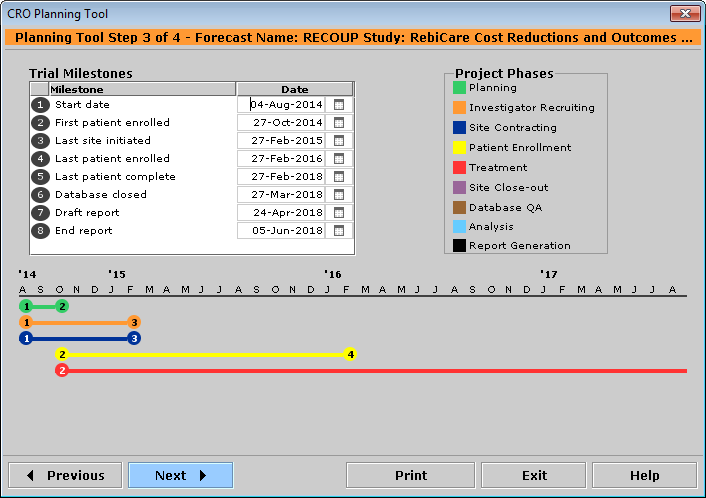 CRO Planning Tool
Planning Tool Step 3 of 4 - Forecast Name: RECOUP Study: RebiCare Cost Reductions and Outcomes ...
Trial Milestones
Milestone Date
1 Start date 04-Aug-2014
2 First patient enrolled 27-Oct-2014
3 Last site initiated 27-Feb-2015
4 Last patient enrolled 27-Feb-2016
5 Last patient complete 27-Feb-2018
6 Database closed 27-Mar-2018
7 Draft report 24-Apr-2018
8 End report 05-Jun-2018
Project Phases
Planning
Investigator Recruiting
Site Contracting
Patient Enrollment
Treatment
Site Close-out
Database QA
Analysis
Report Generation
'14 '15 '16 '17
A S O N D J F M A M J J A S O N D J F M A M J J A S O N D J F M A M J J A
1 2
1 3
1 3
2 4
2
Previous Next Print Exit Help